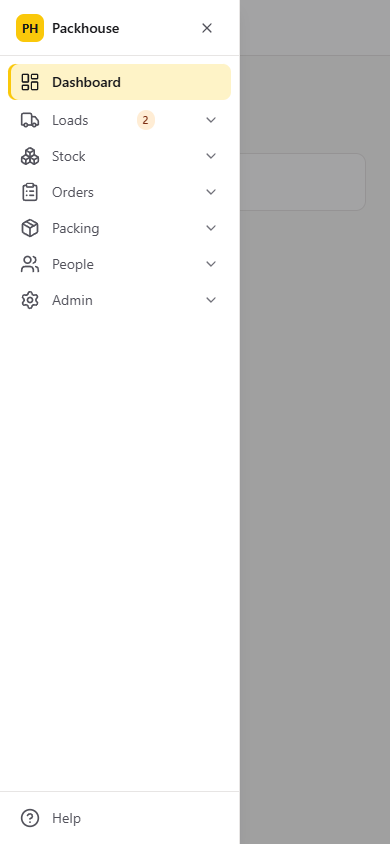 PH Packhouse
Dashboard
Loads 2
Stock
Orders
Packing
People
Admin
Help